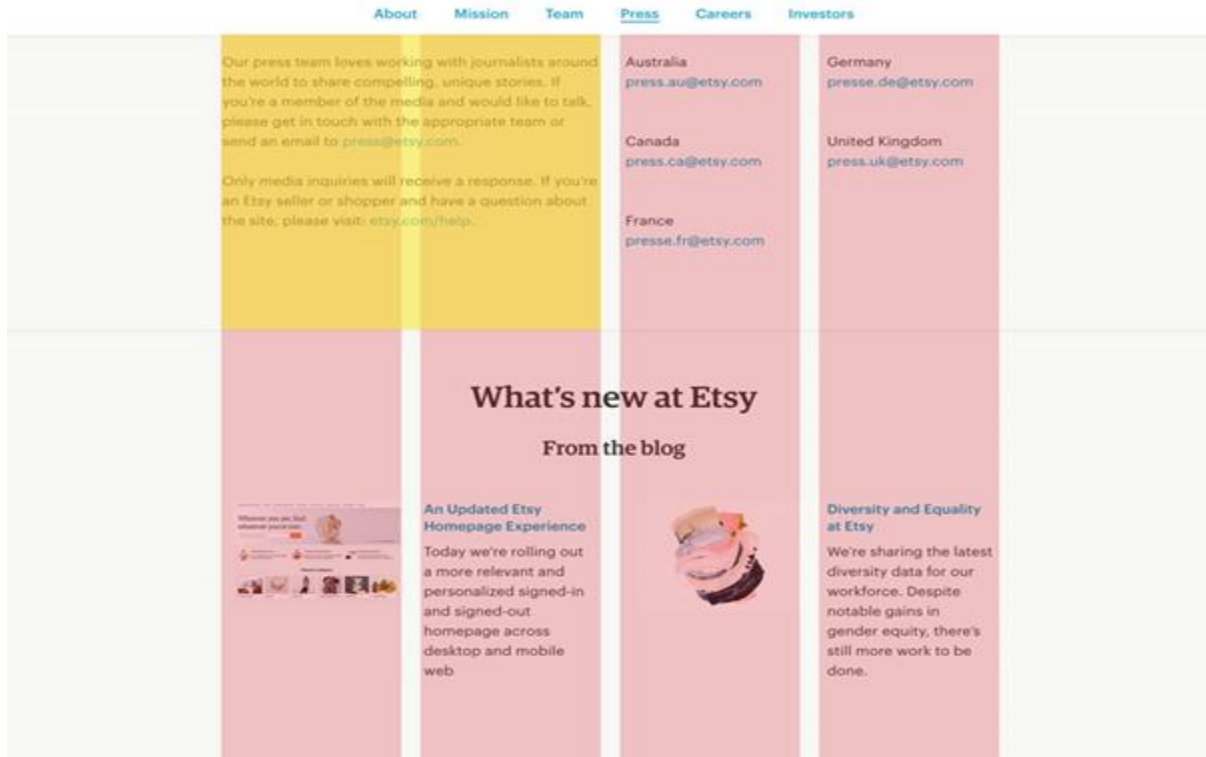 About Mission Team Press Careers Investors
Our press team loves working with journalists around
the world to share compelling, unique stories. If
you're a member of the media and would like to talk,
please get in touch with the appropriate team or
send an email to press@etsy.com.
Only media inquiries will receive a response. If you're
an Etsy seller or shopper and have a question about
the site, please visit: etsy.com/help.
Australia
press.au@etsy.com
Canada
press.ca@etsy.com
France
presse.fr@etsy.com
Germany
presse.de@etsy.com
United Kingdom
press.uk@etsy.com
What's new at Etsy
From the blog
An Updated Etsy
Homepage Experience
Today we're rolling out
a more relevant and
personalized signed-in
and signed-out
homepage across
desktop and mobile
web
Diversity and Equality
at Etsy
We're sharing the latest
diversity data for our
workforce. Despite
notable gains in
gender equity, there's
still more work to be
done.